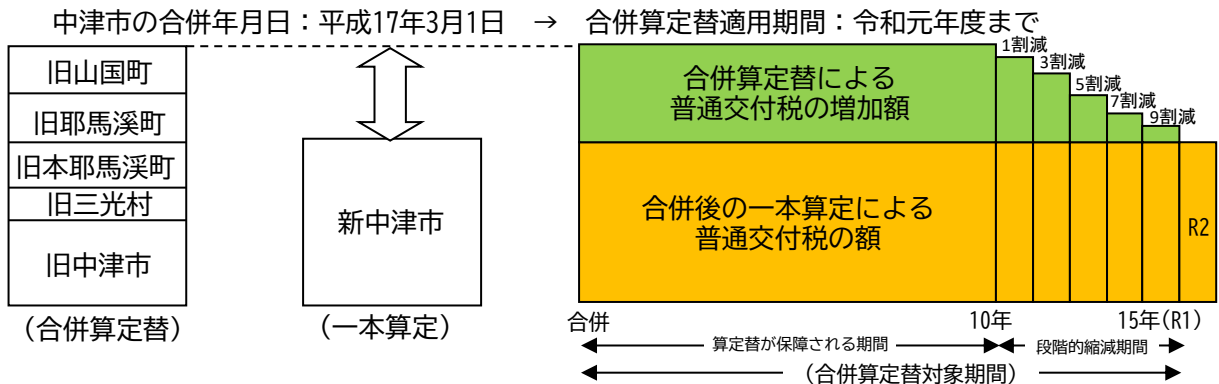 中津市の合併年月日：平成17年3月1日　→　合併算定替適用期間：令和元年度まで
旧山国町
旧耶馬溪町
旧本耶馬渓町
旧三光村
旧中津市
（合併算定替）
新中津市
（一本算定）
合併算定替による
普通交付税の増加額
1割減
3割減
5割減
7割減
9割減
合併後の一本算定による
普通交付税の額
R2
合併
10年
15年(R1)
算定替が保障される期間
段階的縮減期間
（合併算定替対象期間）